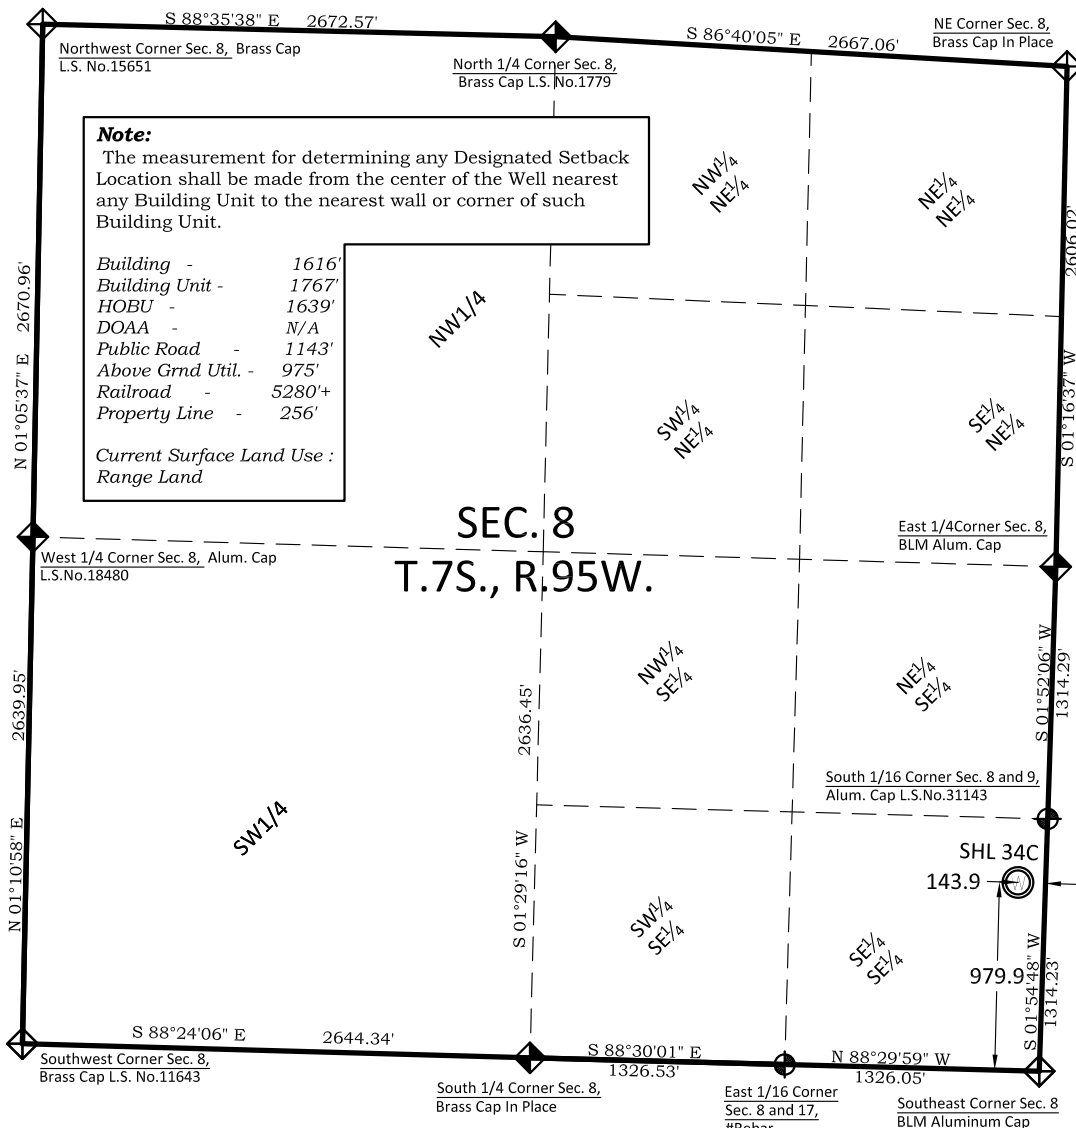 S 88°35'38" E 2672.57'
S 86°40'05" E 2667.06'
NE Corner Sec. 8,
Brass Cap In Place
Northwest Corner Sec. 8, Brass Cap
L.S. No.15651
North 1/4 Corner Sec. 8,
Brass Cap L.S. No.1779
Note:
The measurement for determining any Designated Setback
Location shall be made from the center of the Well nearest
any Building Unit to the nearest wall or corner of such
Building Unit.
Building - 1616'
Building Unit - 1767'
HOBU - 1639'
DOAA - N/A
Public Road - 1143'
Above Grnd Util. - 975'
Railroad - 5280'+
Property Line - 256'
Current Surface Land Use :
Range Land
NW1/4
NE1/4
NE1/4
NE1/4
N 01°05'37" E 2670.96'
S 01°16'37" W 2606.02'
NW1/4
SW1/4
NE1/4
SE1/4
NE1/4
SEC. 8
T.7S., R.95W.
East 1/4Corner Sec. 8,
BLM Alum. Cap
West 1/4 Corner Sec. 8, Alum. Cap
L.S.No.18480
NW1/4
SE1/4
NE1/4
SE1/4
S 01°52'06" W
1314.29'
N 01°10'58" E 2639.95'
S 01°29'16" W 2636.45'
South 1/16 Corner Sec. 8 and 9,
Alum. Cap L.S.No.31143
SW1/4
SHL 34C
143.9
SW1/4
SE1/4
SE1/4
SE1/4
979.9
S 01°54'48" W
1314.23'
S 88°24'06" E 2644.34'
S 88°30'01" E
1326.53'
N 88°29'59" W
1326.05'
Southwest Corner Sec. 8,
Brass Cap L.S. No.11643
South 1/4 Corner Sec. 8,
Brass Cap In Place
East 1/16 Corner
Sec. 8 and 17,
#Rebar
Southeast Corner Sec. 8
BLM Aluminum Cap